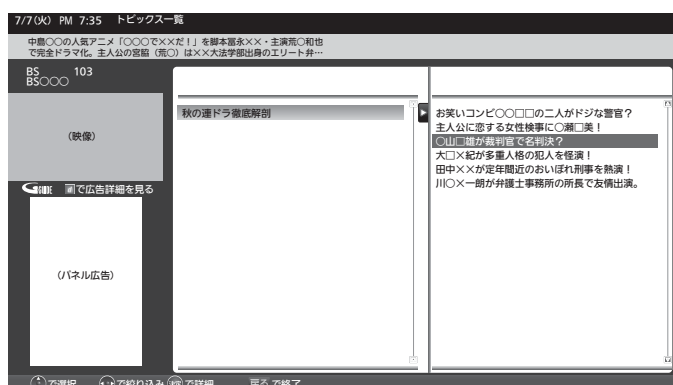 7/7(火) PM 7:35 トピックス一覧
中島○○の人気アニメ「○○○で××だ！」を脚本冨永××・主演荒○和也
で完全ドラマ化。主人公の宮脇（荒○）は××大法学部出身のエリート弁…
BS 103
BS○○○
（映像）
G GUIDE で広告詳細を見る
（パネル広告）
秋の連ドラ徹底解剖
お笑いコンビ○○□□の二人がドジな警官？
主人公に恋する女性検事に○瀬□美！
○山□雄が裁判官で名判決？
大□×紀が多重人格の犯人を怪演！
田中××が定年間近のおいぼれ刑事を熱演！
川○×一朗が弁護士事務所の所長で友情出演。
で選択 で絞り込み 決定 で詳細 戻る で終了